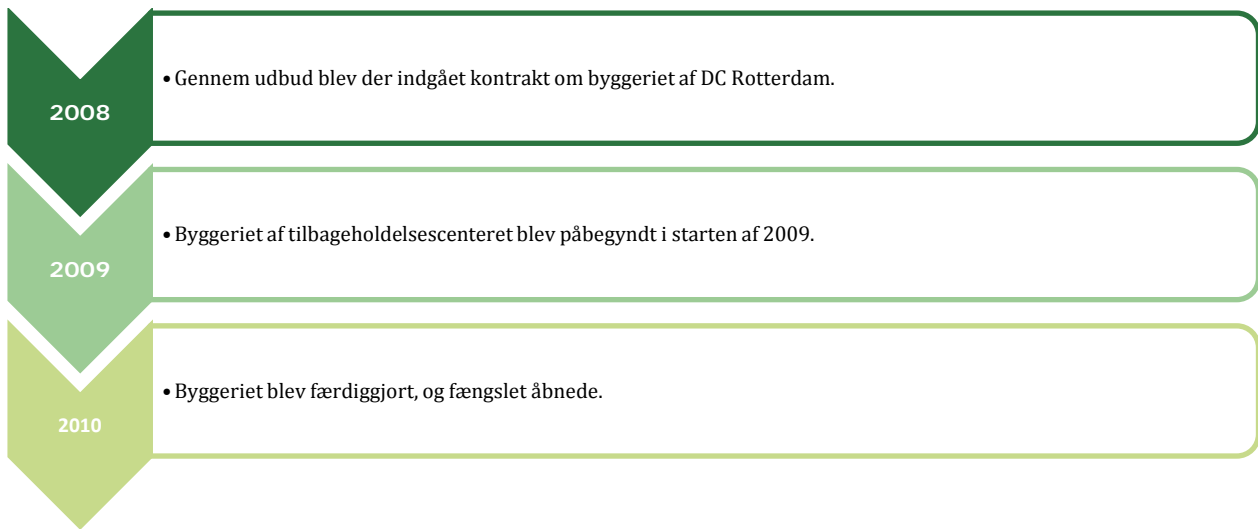 2008
• Gennem udbud blev der indgået kontrakt om byggeriet af DC Rotterdam.
2009
• Byggeriet af tilbageholdelsescenteret blev påbegyndt i starten af 2009.
2010
• Byggeriet blev færdiggjort, og fængslet åbnede.